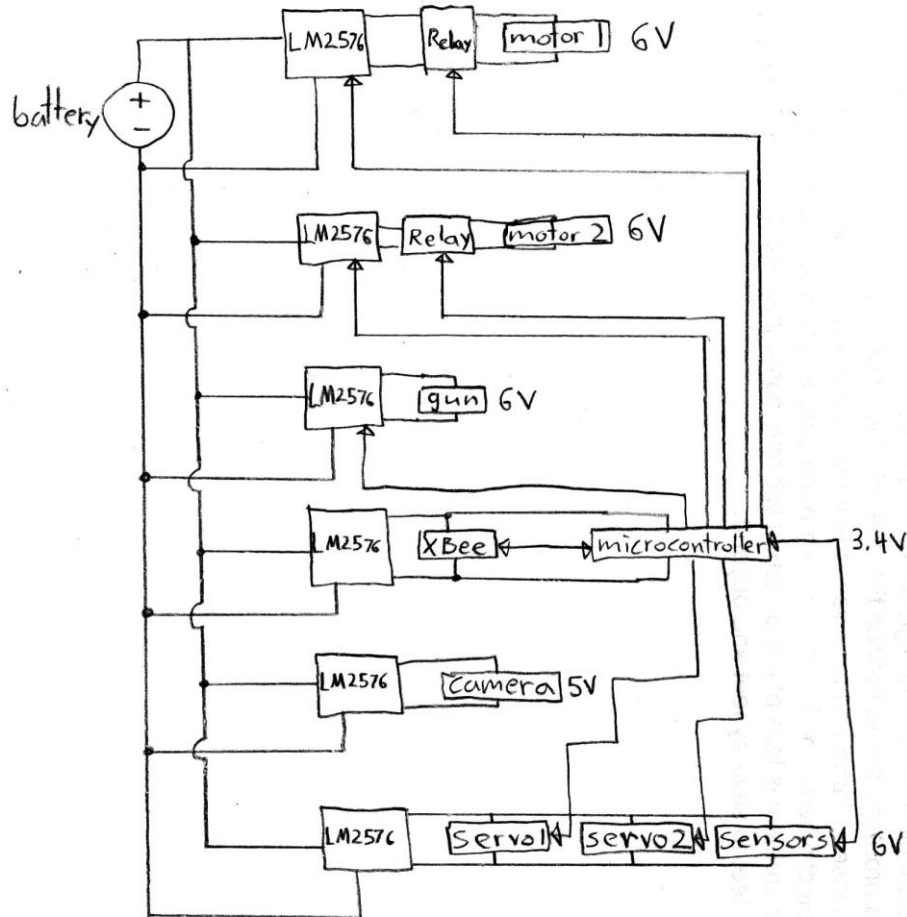 LM2576 Relay motor 1 6V
+
battery
-
LM2576 Relay motor 2 6V
LM2576 gun 6V
LM2576 XBee microcontroller 3.4V
LM2576 camera 5V
LM2576 servo1 servo2 sensors 6V